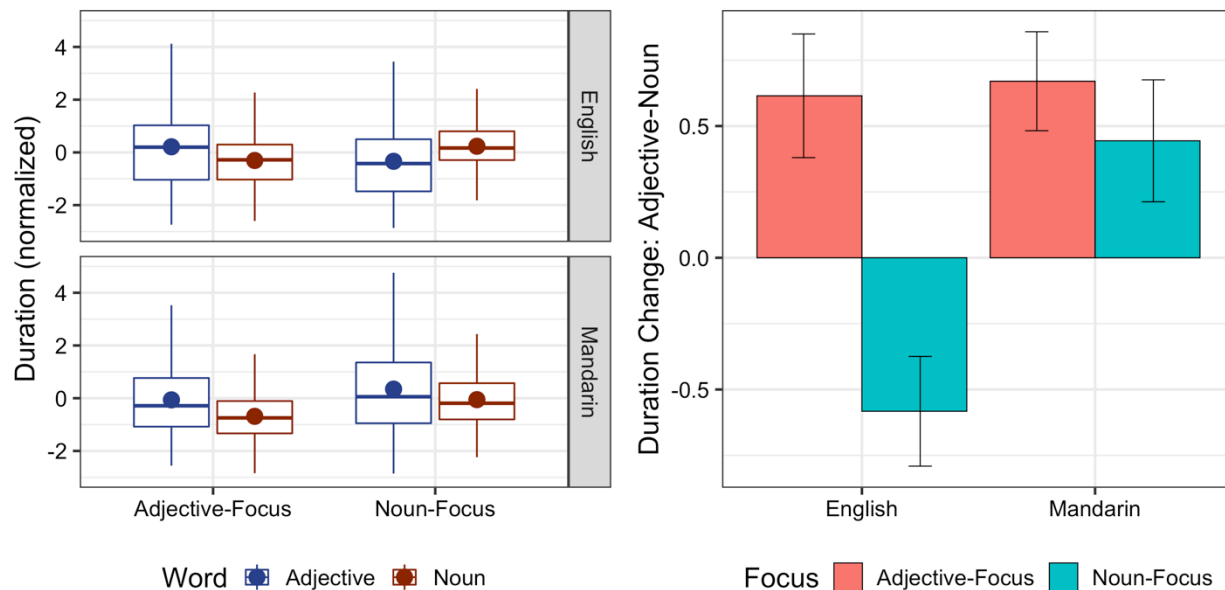 Duration (normalized)
4
2
0
-2
English
4
2
0
-2
Mandarin
Adjective-Focus Noun-Focus
Word Adjective Noun
Duration Change: Adjective-Noun
0.5
0.0
-0.5
English Mandarin
Focus Adjective-Focus Noun-Focus